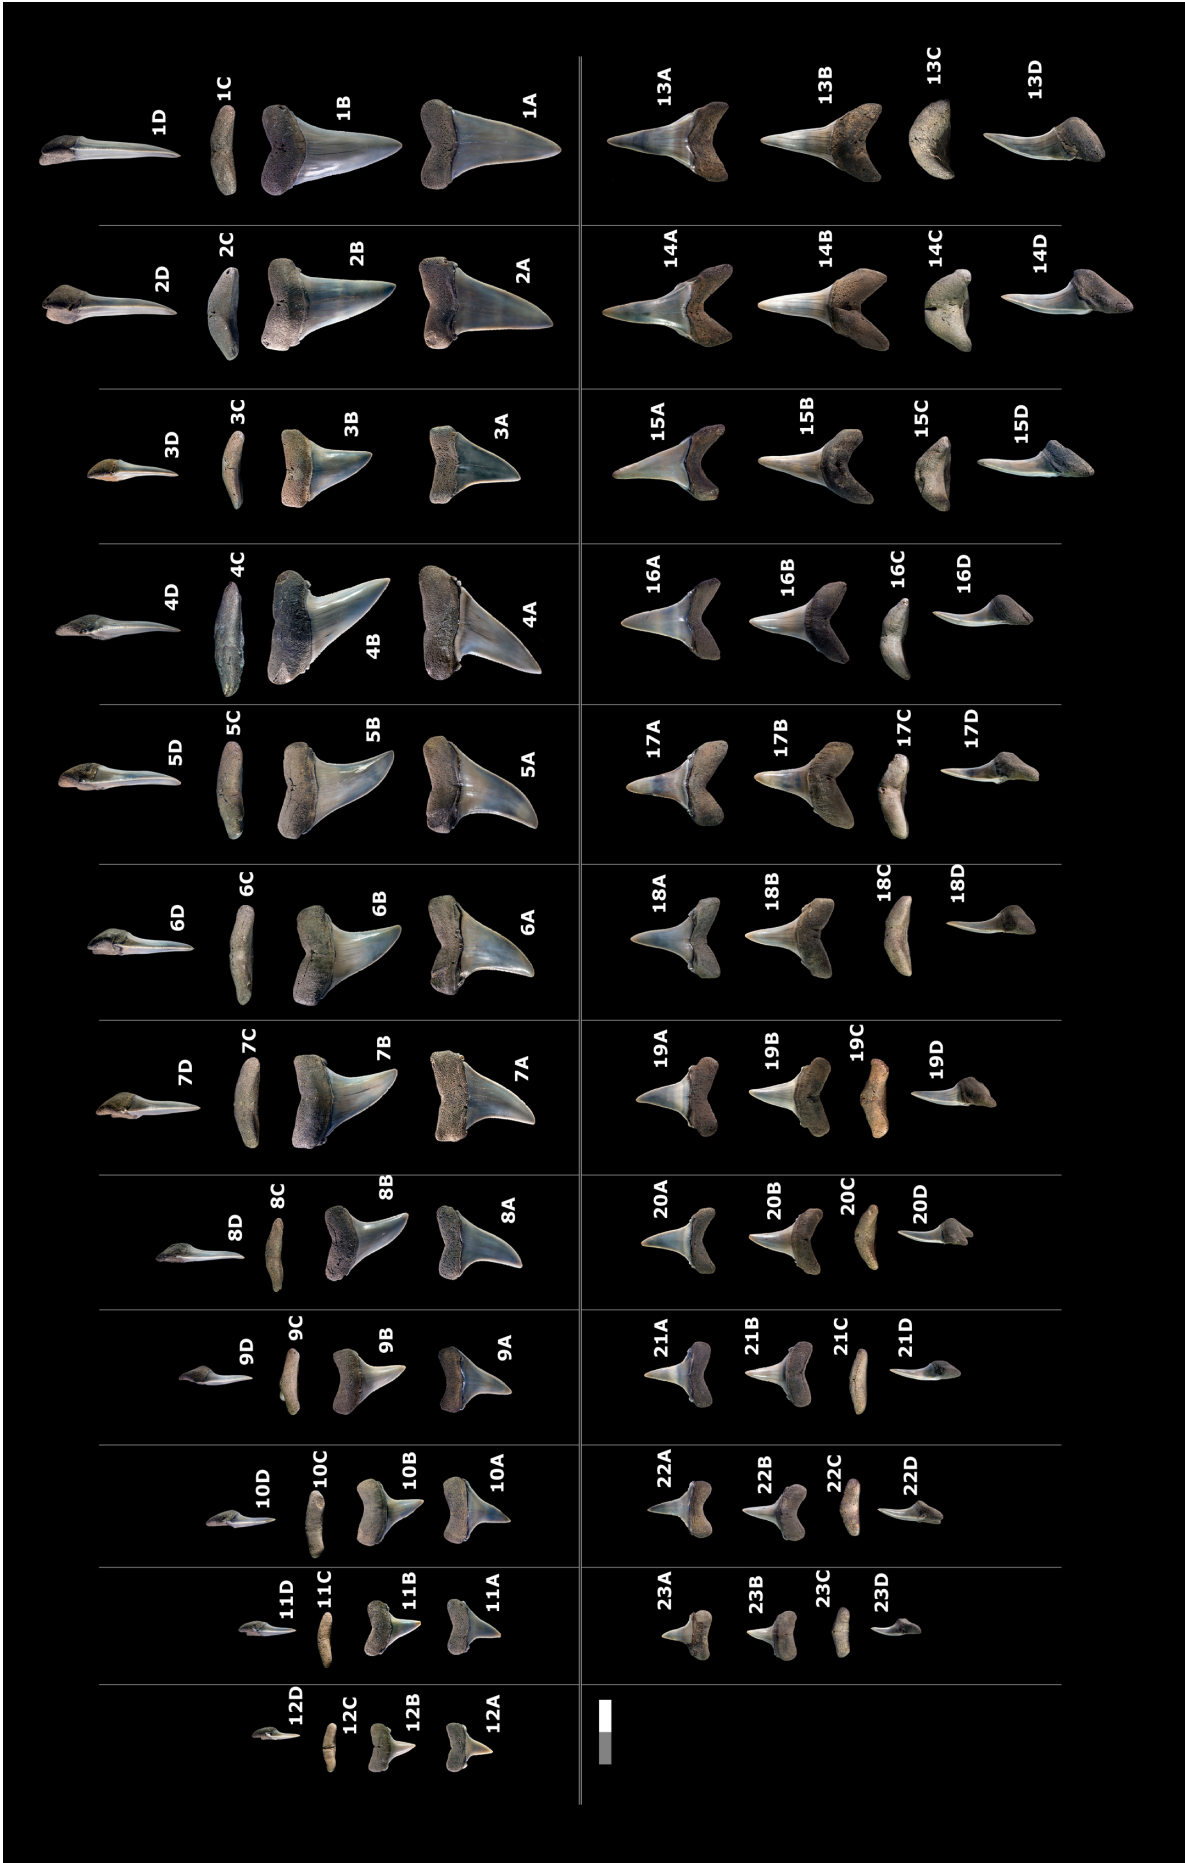 1D 1C 1B 1A
2D 2C 2B 2A
3D 3C 3B 3A
4D 4C 4B 4A
5D 5C 5B 5A
6D 6C 6B 6A
7D 7C 7B 7A
8D 8C 8B 8A
9D 9C 9B 9A
10D 10C 10B 10A
11D 11C 11B 11A
12D 12C 12B 12A
13A 13B 13C 13D
14A 14B 14C 14D
15A 15B 15C 15D
16A 16B 16C 16D
17A 17B 17C 17D
18A 18B 18C 18D
19A 19B 19C 19D
20A 20B 20C 20D
21A 21B 21C 21D
22A 22B 22C 22D
23A 23B 23C 23D